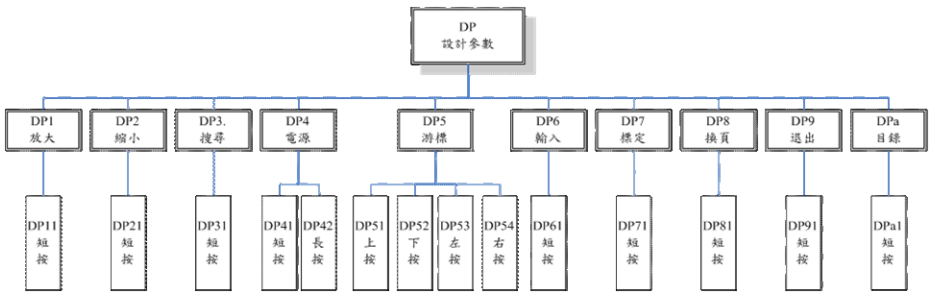 DP
設計參數
DP1
放大
DP2
縮小
DP3.
搜尋
DP4
電源
DP5
游標
DP6
輸入
DP7
標定
DP8
換頁
DP9
退出
DPa
目錄
DP11
短
按
DP21
短
按
DP31
短
按
DP41
短
按
DP42
長
按
DP51
上
按
DP52
下
按
DP53
左
按
DP54
右
按
DP61
短
按
DP71
短
按
DP81
短
按
DP91
短
按
DPa1
短
按